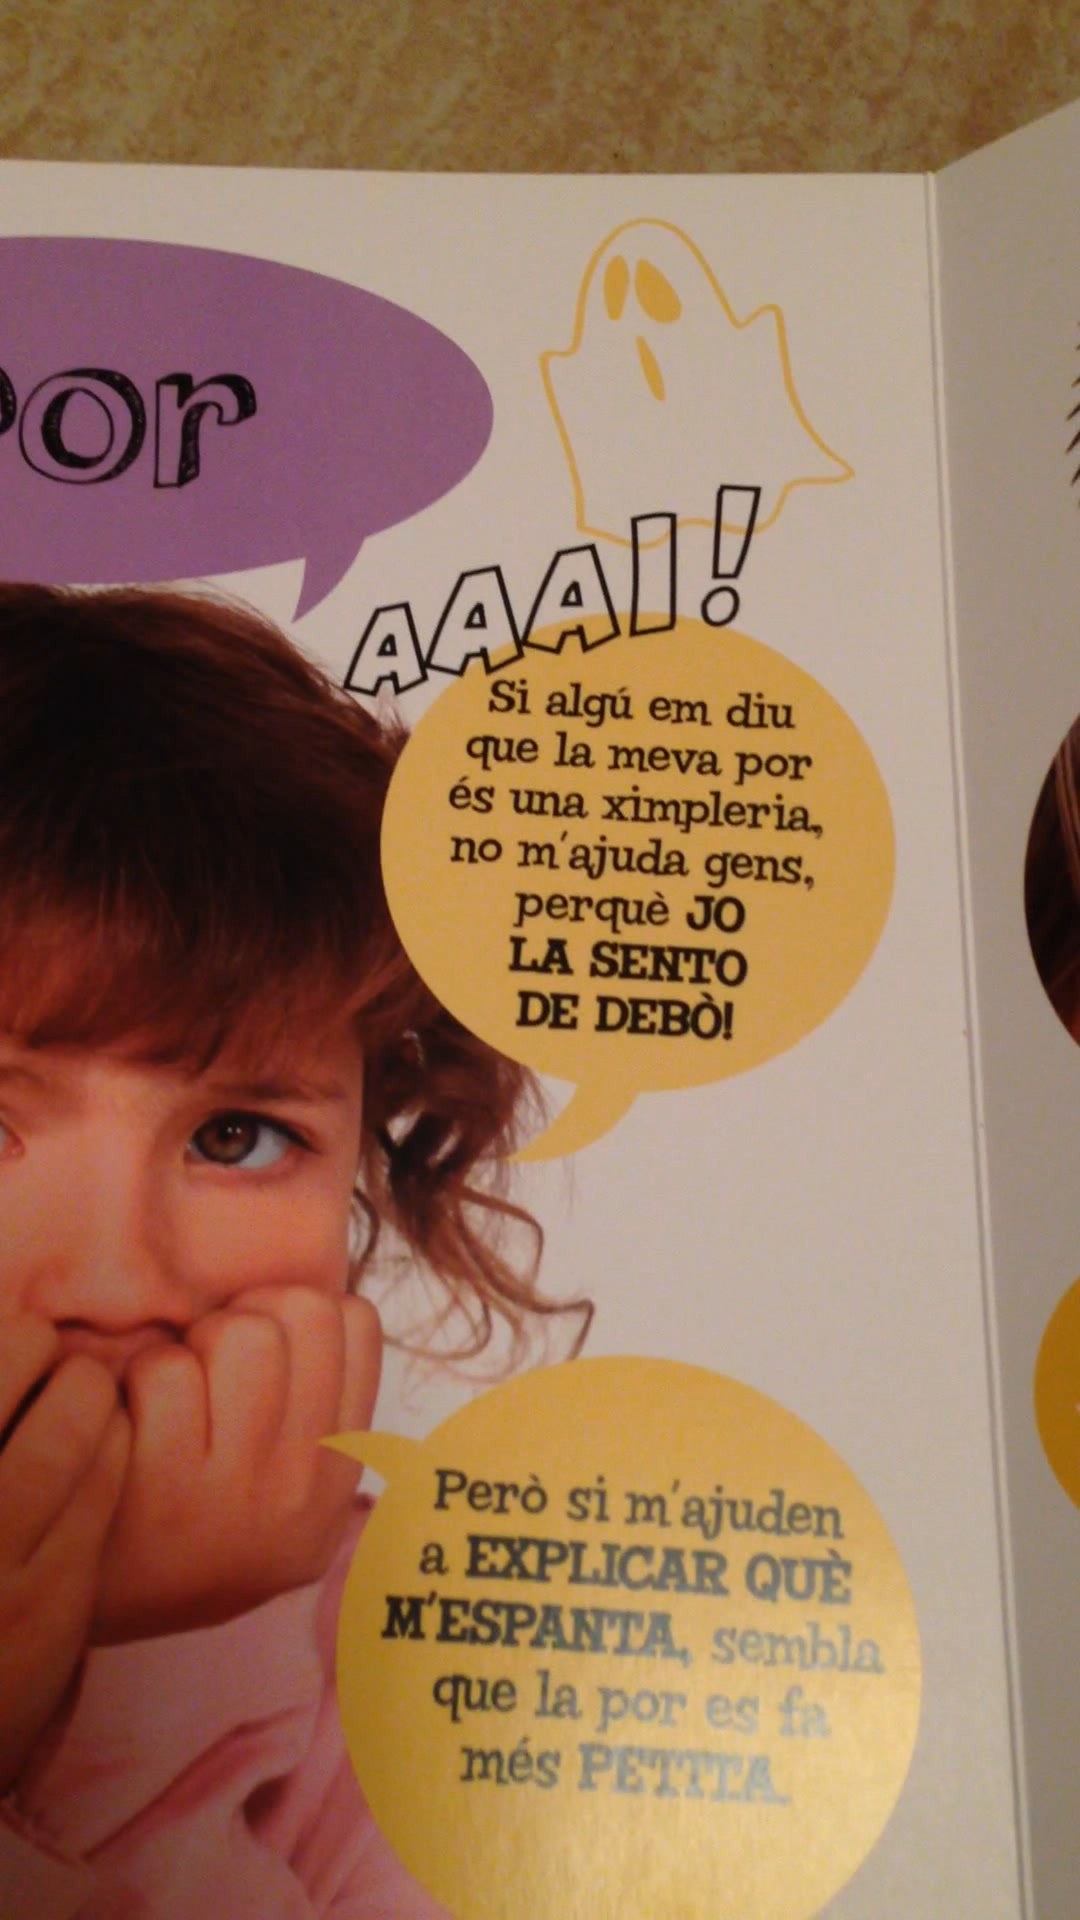 por
AAAI!
Si algú em diu
que la meva por
és una ximpleria,
no m'ajuda gens,
perquè JO
LA SENTO
DE DEBÒ!
Però si m'ajuden
a EXPLICAR QUÈ
M'ESPANTA, sembla
que la por es fa
més PETITA.